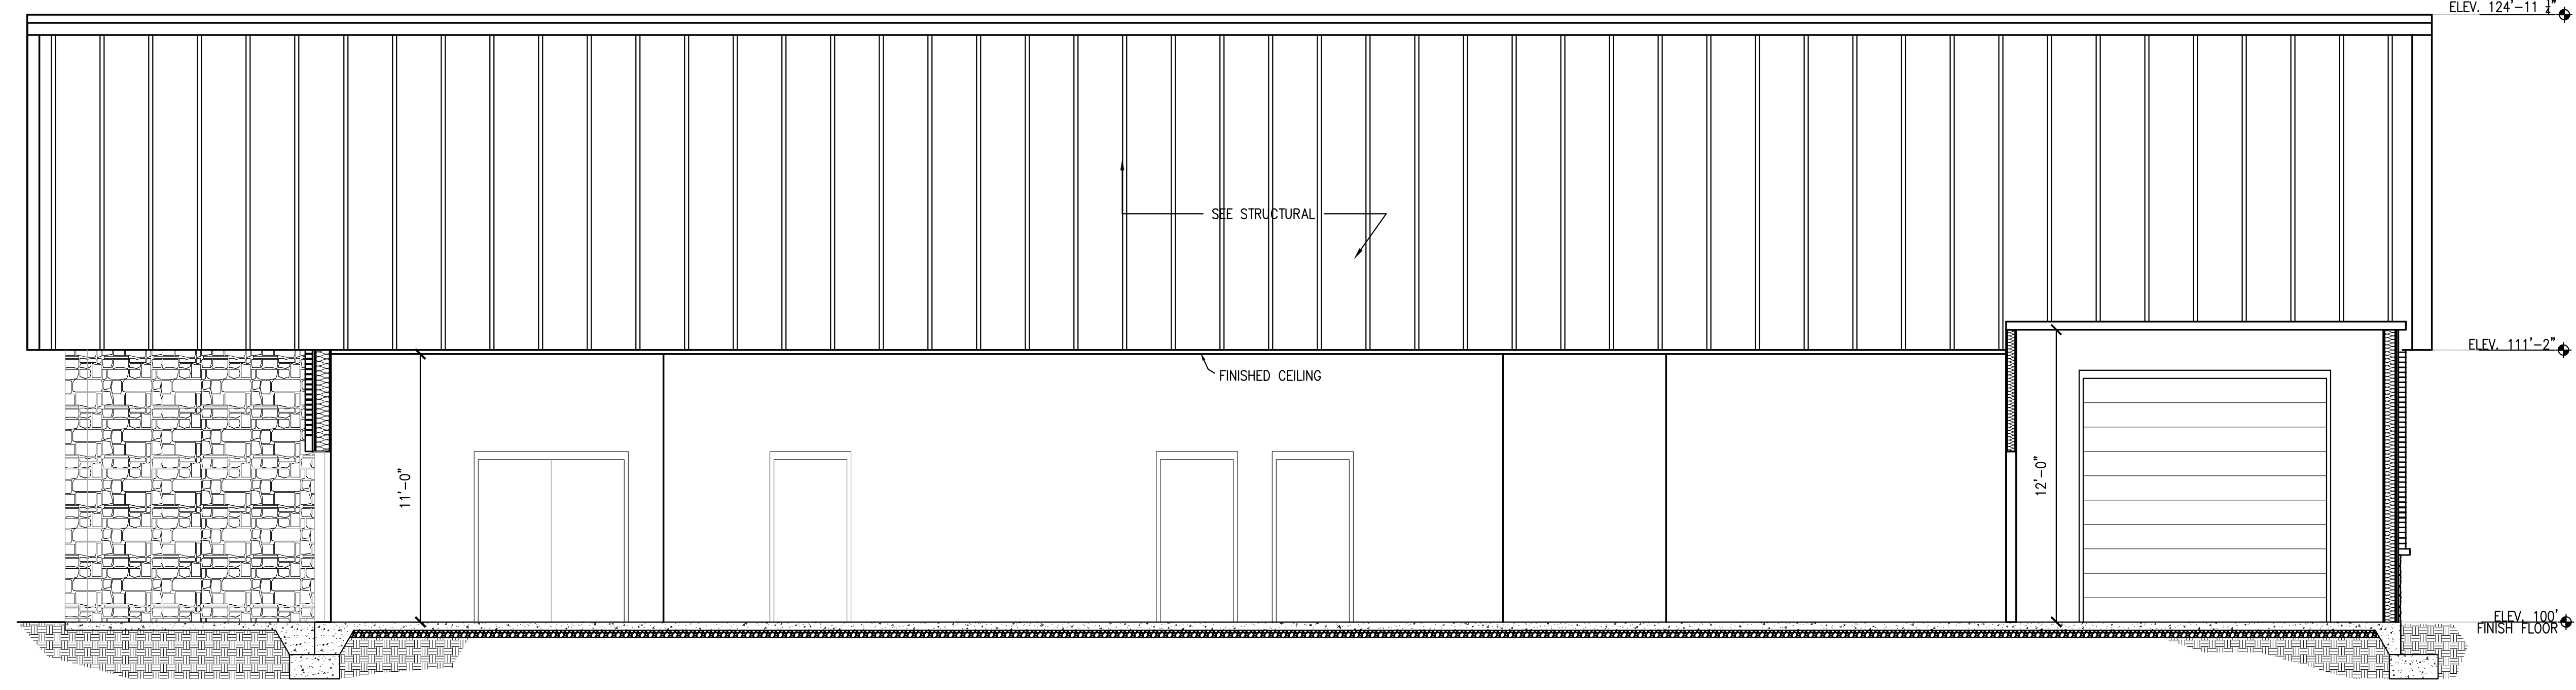 ELEV. 124'-11 1/4"
SEE STRUCTURAL
ELEV. 111'-2"
FINISHED CEILING
11'-0"
12'-0"
ELEV. 100'
FINISH FLOOR